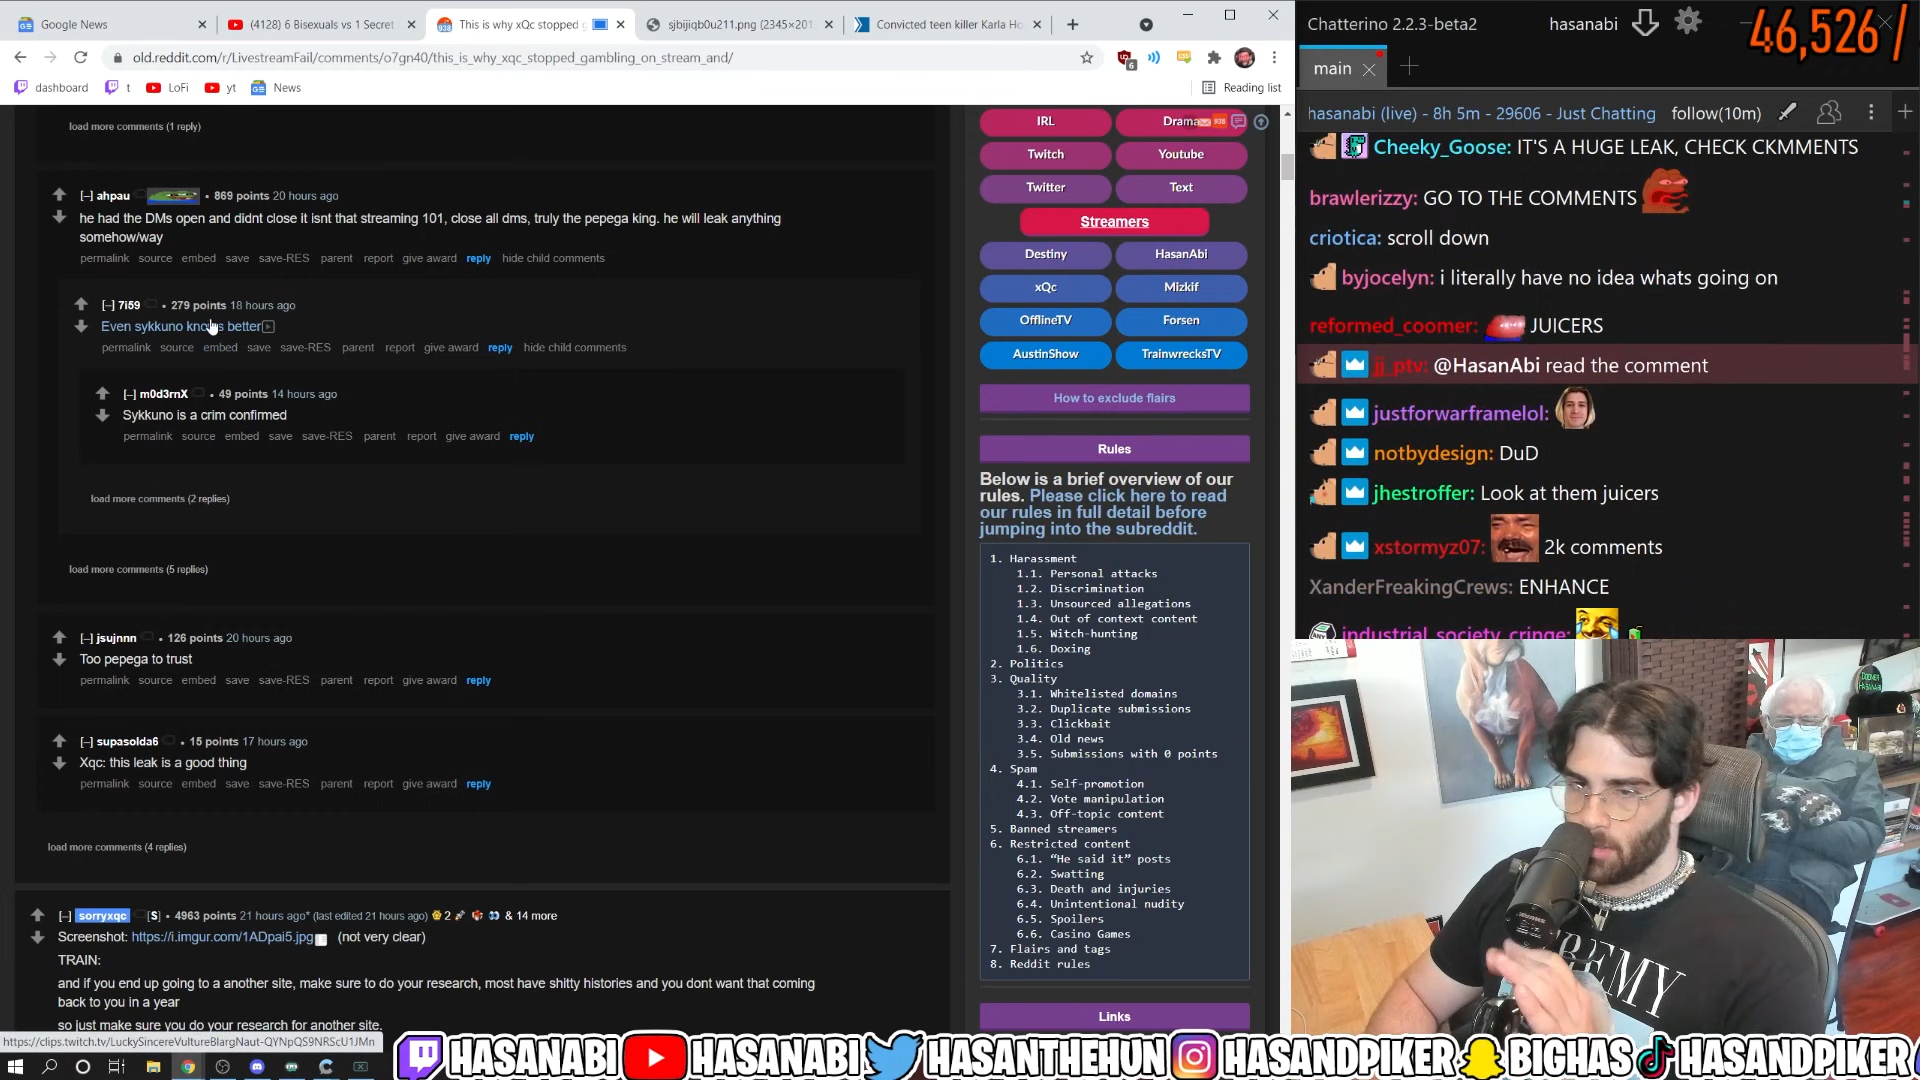 Google News
(4128) 6 Bisexuals vs 1 Secret
This is why xQc stopped g
sjbijiqb0u211.png (2345×201
Convicted teen killer Karla Ho
old.reddit.com/r/LivestreamFail/comments/o7gn40/this_is_why_xqc_stopped_gambling_on_stream_and/
6
dashboard
t
LoFi
yt
News
Reading list
load more comments (1 reply)
[–] ahpau • 869 points 20 hours ago
he had the DMs open and didnt close it isnt that streaming 101, close all dms, truly the pepega king. he will leak anything
somehow/way
permalink source embed save save-RES parent report give award reply hide child comments
[–] 7i59 • 279 points 18 hours ago
Even sykkuno knows better
permalink source embed save save-RES parent report give award reply hide child comments
[–] m0d3rnX • 49 points 14 hours ago
Sykkuno is a crim confirmed
permalink source embed save save-RES parent report give award reply
load more comments (2 replies)
load more comments (5 replies)
[–] jsujnnn • 126 points 20 hours ago
Too pepega to trust
permalink source embed save save-RES parent report give award reply
[–] supasolda6 • 15 points 17 hours ago
Xqc: this leak is a good thing
permalink source embed save save-RES parent report give award reply
load more comments (4 replies)
[–] sorryxqc [S] • 4963 points 21 hours ago* (last edited 21 hours ago) 2 & 14 more
Screenshot: https://i.imgur.com/1ADpai5.jpg (not very clear)
TRAIN:
and if you end up going to a another site, make sure to do your research, most have shitty histories and you dont want that coming
back to you in a year
so just make sure you do your research for another site.
https://clips.twitch.tv/LuckySincereVultureBlargNaut-QYNpQS9NRScU1JMn
IRL
Drama
938
Twitch
Youtube
Twitter
Text
Streamers
Destiny
HasanAbi
xQc
Mizkif
OfflineTV
Forsen
AustinShow
TrainwrecksTV
How to exclude flairs
Rules
Below is a brief overview of our
rules. Please click here to read
our rules in full detail before
jumping into the subreddit.
1. Harassment
1.1. Personal attacks
1.2. Discrimination
1.3. Unsourced allegations
1.4. Out of context content
1.5. Witch-hunting
1.6. Doxing
2. Politics
3. Quality
3.1. Whitelisted domains
3.2. Duplicate submissions
3.3. Clickbait
3.4. Old news
3.5. Submissions with 0 points
4. Spam
4.1. Self-promotion
4.2. Vote manipulation
4.3. Off-topic content
5. Banned streamers
6. Restricted content
6.1. “He said it” posts
6.2. Swatting
6.3. Death and injuries
6.4. Unintentional nudity
6.5. Spoilers
6.6. Casino Games
7. Flairs and tags
8. Reddit rules
Links
Chatterino 2.2.3-beta2
hasanabi
46,526 /
main
hasanabi (live) - 8h 5m - 29606 - Just Chatting
follow(10m)
Cheeky_Goose: IT'S A HUGE LEAK, CHECK CKMMENTS
brawlerizzy: GO TO THE COMMENTS
criotica: scroll down
byjocelyn: i literally have no idea whats going on
reformed_coomer: JUICERS
jj_ptv: @HasanAbi read the comment
justforwarframelol:
notbydesign: DuD
jhestroffer: Look at them juicers
xstormyz07: 2k comments
XanderFreakingCrews: ENHANCE
industrial_society_cringe:
HASANABI
HASANABI
HASANTHEHUN
HASANDPIKER
BIGHAS
HASANDPIKER